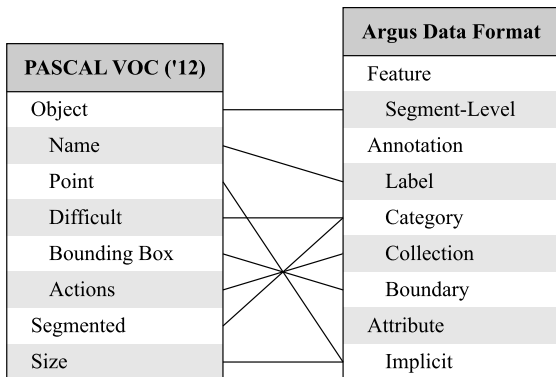 PASCAL VOC ('12)
Object
Name
Point
Difficult
Bounding Box
Actions
Segmented
Size
Argus Data Format
Feature
Segment-Level
Annotation
Label
Category
Collection
Boundary
Attribute
Implicit